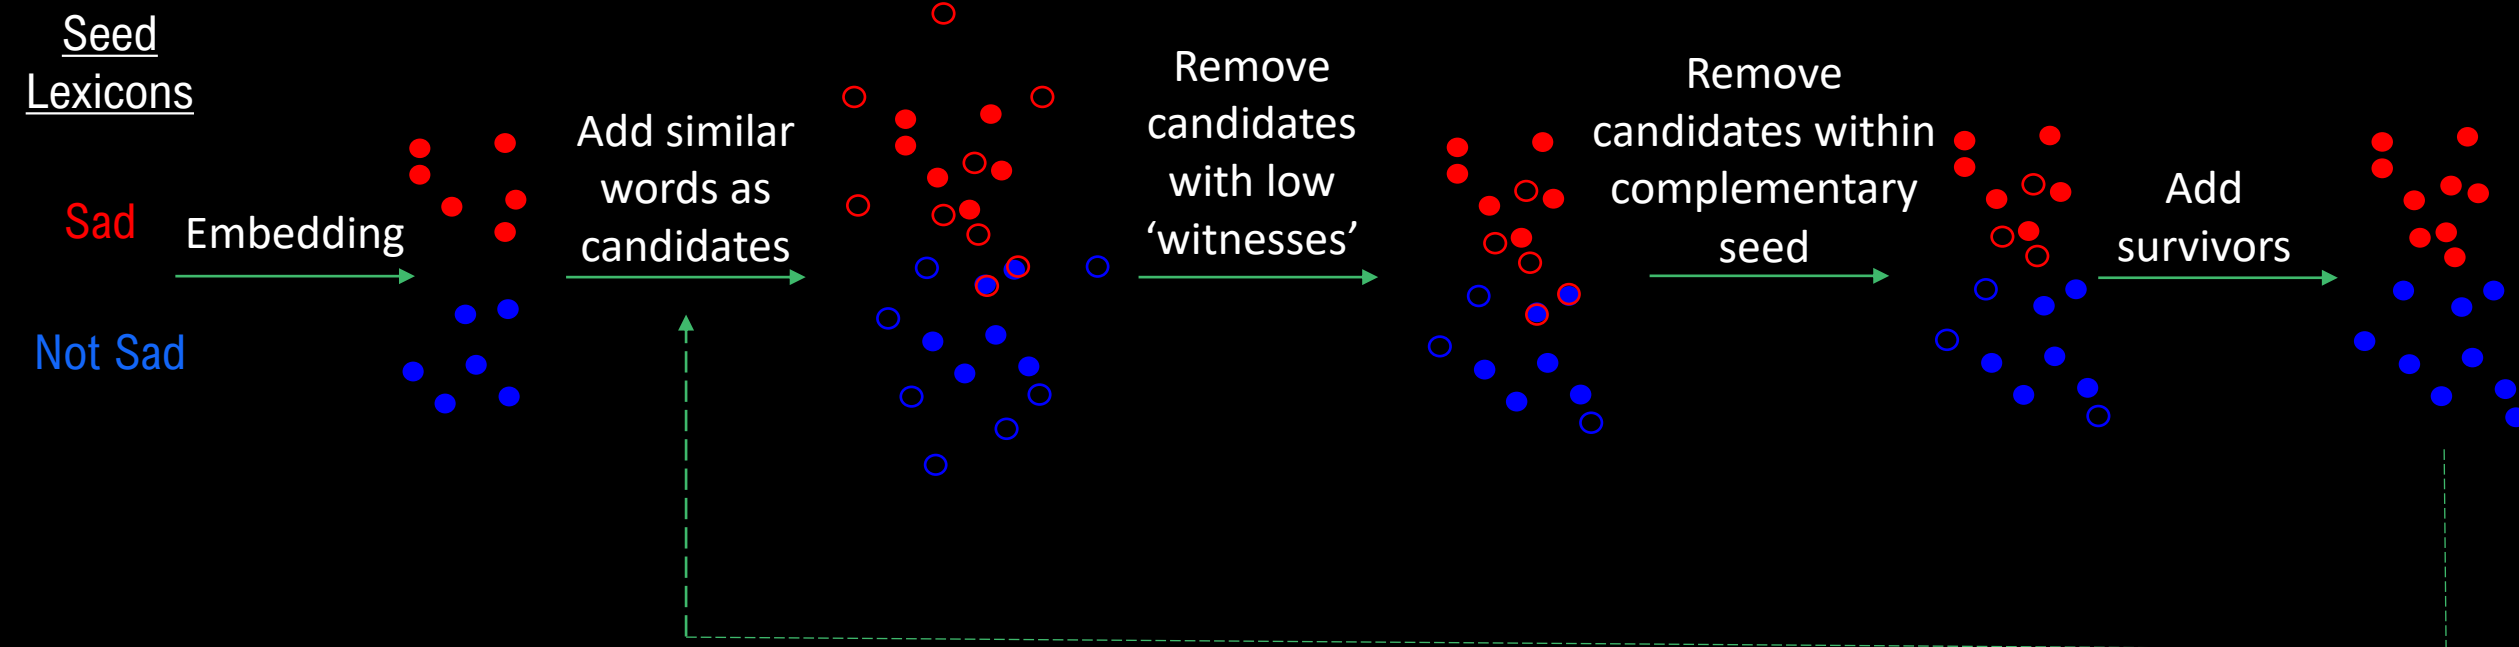 Seed
Lexicons
Sad
Not Sad
Embedding
Add similar
words as
candidates
Remove
candidates
with low
‘witnesses’
Remove
candidates within
complementary
seed
Add
survivors